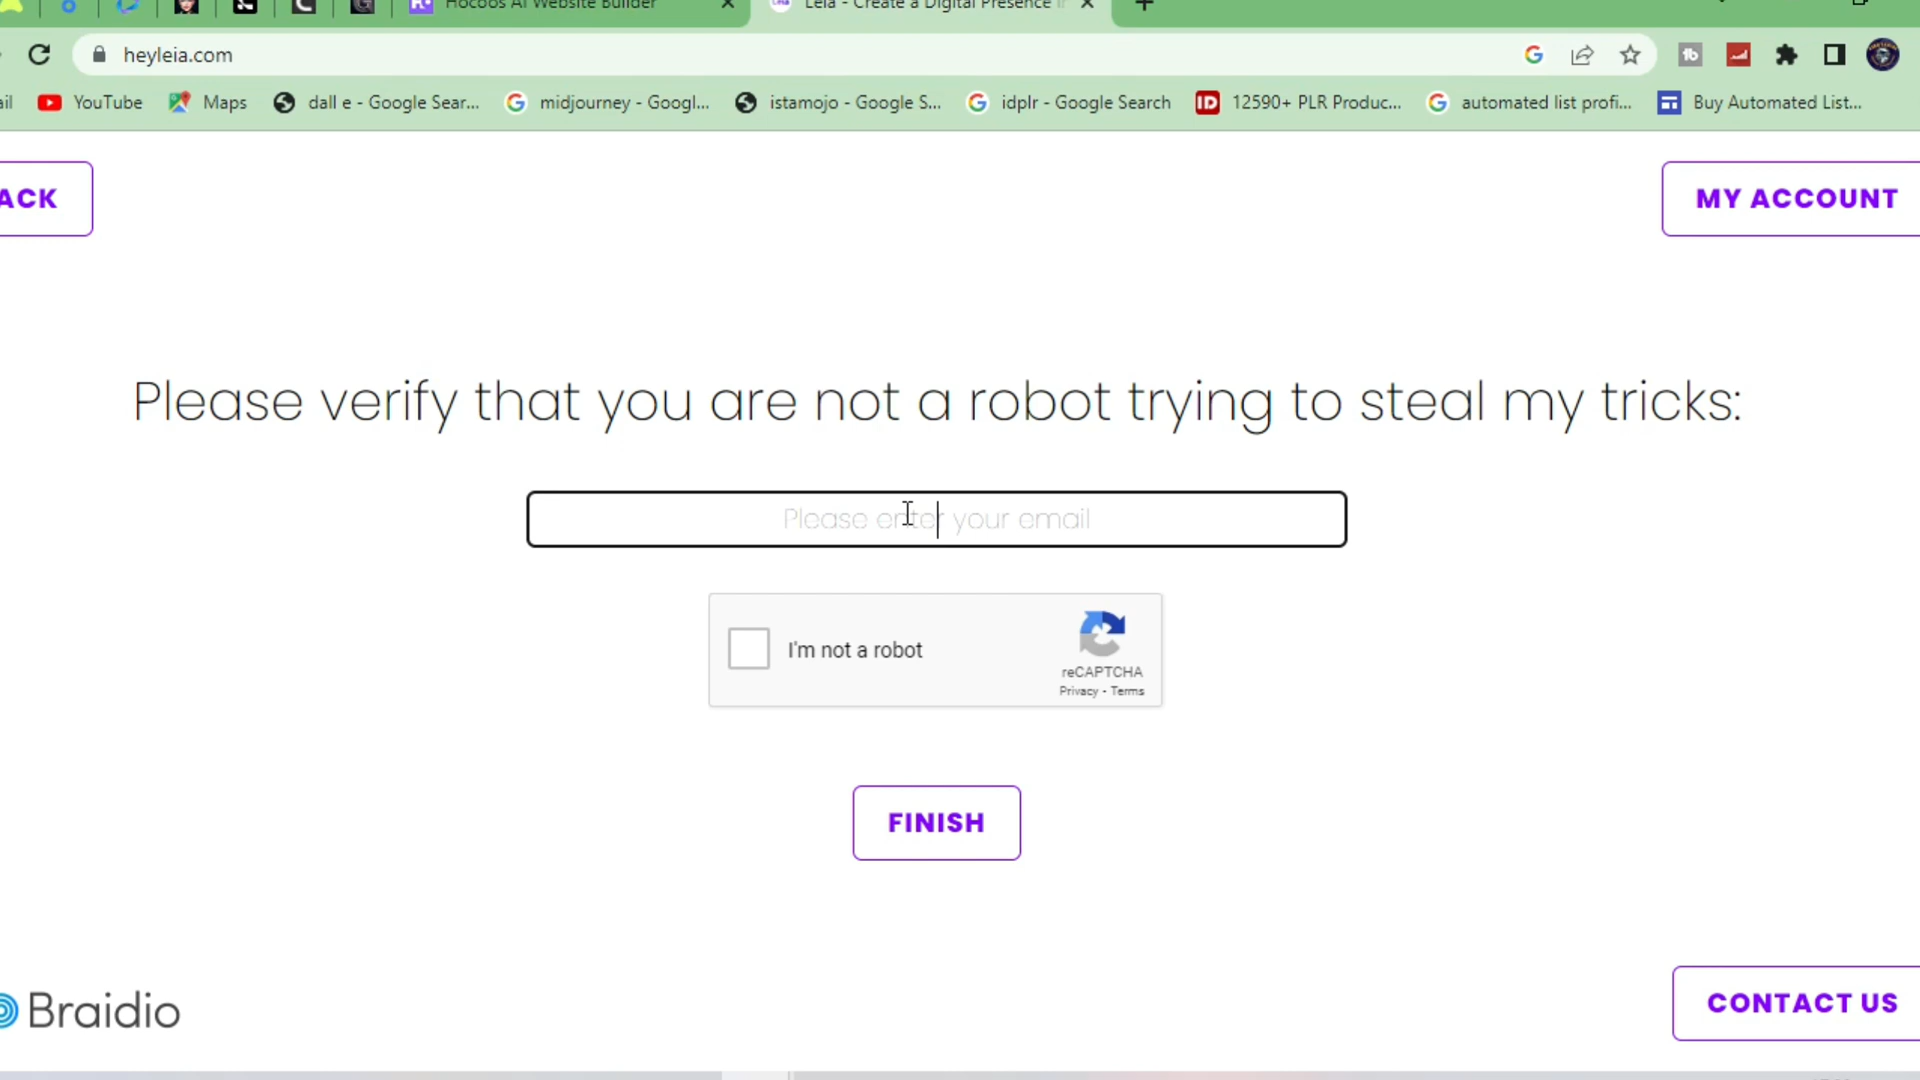 Hocoos AI Website Builder
Leia - Create a Digital Presence in
heyleia.com
YouTube
Maps
dall e - Google Sear...
midjourney - Googl...
istamojo - Google S...
idplr - Google Search
12590+ PLR Produc...
automated list profi...
Buy Automated List...
ACK
MY ACCOUNT
Please verify that you are not a robot trying to steal my tricks:
Please enter your email
I'm not a robot
reCAPTCHA
Privacy - Terms
FINISH
Braidio
CONTACT US